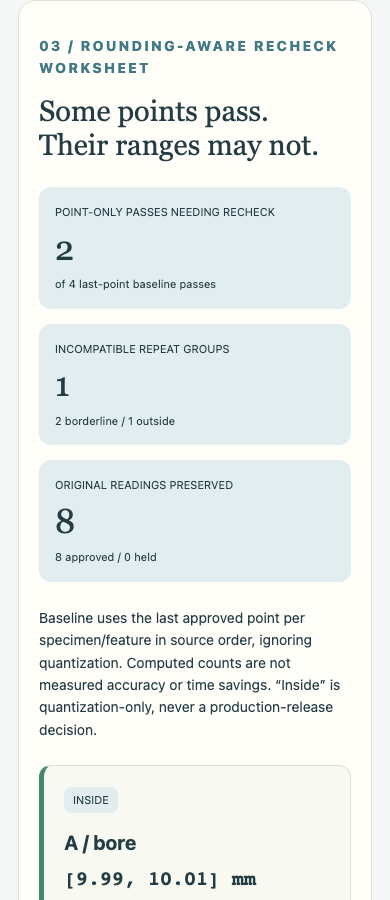 03 / ROUNDING-AWARE RECHECK
WORKSHEET
Some points pass.
Their ranges may not.
POINT-ONLY PASSES NEEDING RECHECK
2
of 4 last-point baseline passes
INCOMPATIBLE REPEAT GROUPS
1
2 borderline / 1 outside
ORIGINAL READINGS PRESERVED
8
8 approved / 0 held
Baseline uses the last approved point per
specimen/feature in source order, ignoring
quantization. Computed counts are not
measured accuracy or time savings. “Inside” is
quantization-only, never a production-release
decision.
INSIDE
A / bore
[9.99, 10.01] mm